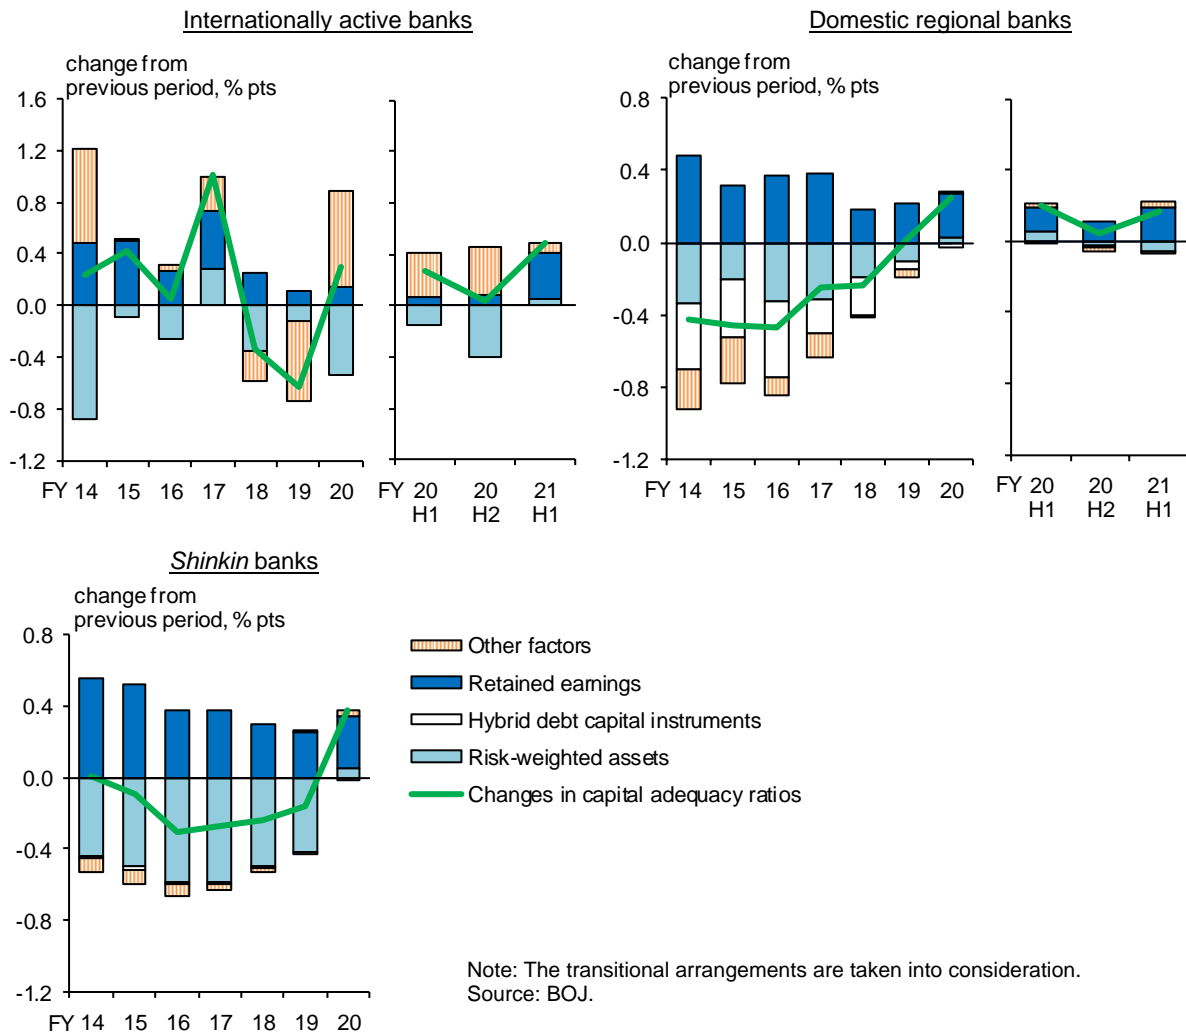 Internationally active banks
change from
previous period, % pts
1.6
1.2
0.8
0.4
0.0
-0.4
-0.8
-1.2
FY 14 15 16 17 18 19 20
FY 20 20 21
H1 H2 H1
Domestic regional banks
change from
previous period, % pts
0.8
0.4
0.0
-0.4
-0.8
-1.2
FY 14 15 16 17 18 19 20
FY 20 20 21
H1 H2 H1
Shinkin banks
change from
previous period, % pts
0.8
0.4
0.0
-0.4
-0.8
-1.2
FY 14 15 16 17 18 19 20
Other factors
Retained earnings
Hybrid debt capital instruments
Risk-weighted assets
Changes in capital adequacy ratios
Note: The transitional arrangements are taken into consideration.
Source: BOJ.